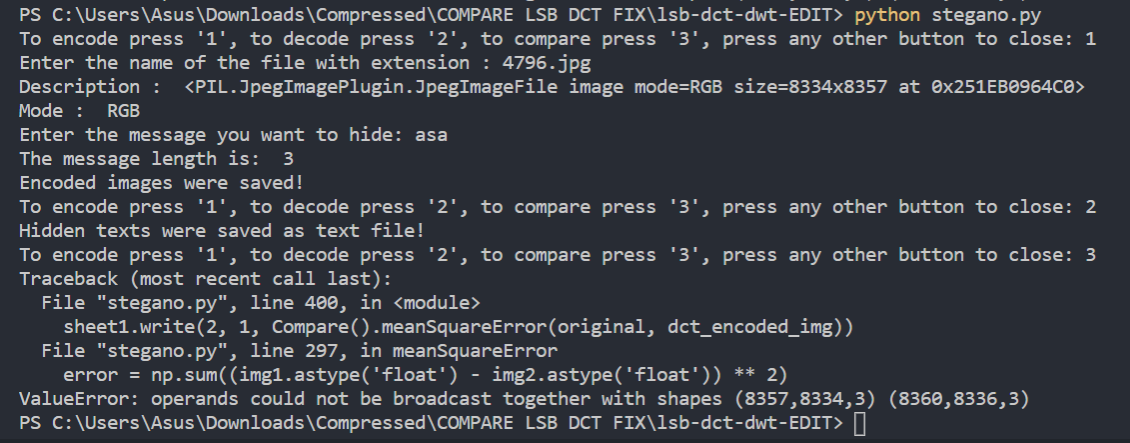 PS C:\Users\Asus\Downloads\Compressed\COMPARE LSB DCT FIX\lsb-dct-dwt-EDIT> python stegano.py
To encode press '1', to decode press '2', to compare press '3', press any other button to close: 1
Enter the name of the file with extension : 4796.jpg
Description :  <PIL.JpegImagePlugin.JpegImageFile image mode=RGB size=8334x8357 at 0x251EB0964C0>
Mode :  RGB
Enter the message you want to hide: asa
The message length is:  3
Encoded images were saved!
To encode press '1', to decode press '2', to compare press '3', press any other button to close: 2
Hidden texts were saved as text file!
To encode press '1', to decode press '2', to compare press '3', press any other button to close: 3
Traceback (most recent call last):
  File "stegano.py", line 400, in <module>
    sheet1.write(2, 1, Compare().meanSquareError(original, dct_encoded_img))
  File "stegano.py", line 297, in meanSquareError
    error = np.sum((img1.astype('float') - img2.astype('float')) ** 2)
ValueError: operands could not be broadcast together with shapes (8357,8334,3) (8360,8336,3)
PS C:\Users\Asus\Downloads\Compressed\COMPARE LSB DCT FIX\lsb-dct-dwt-EDIT>